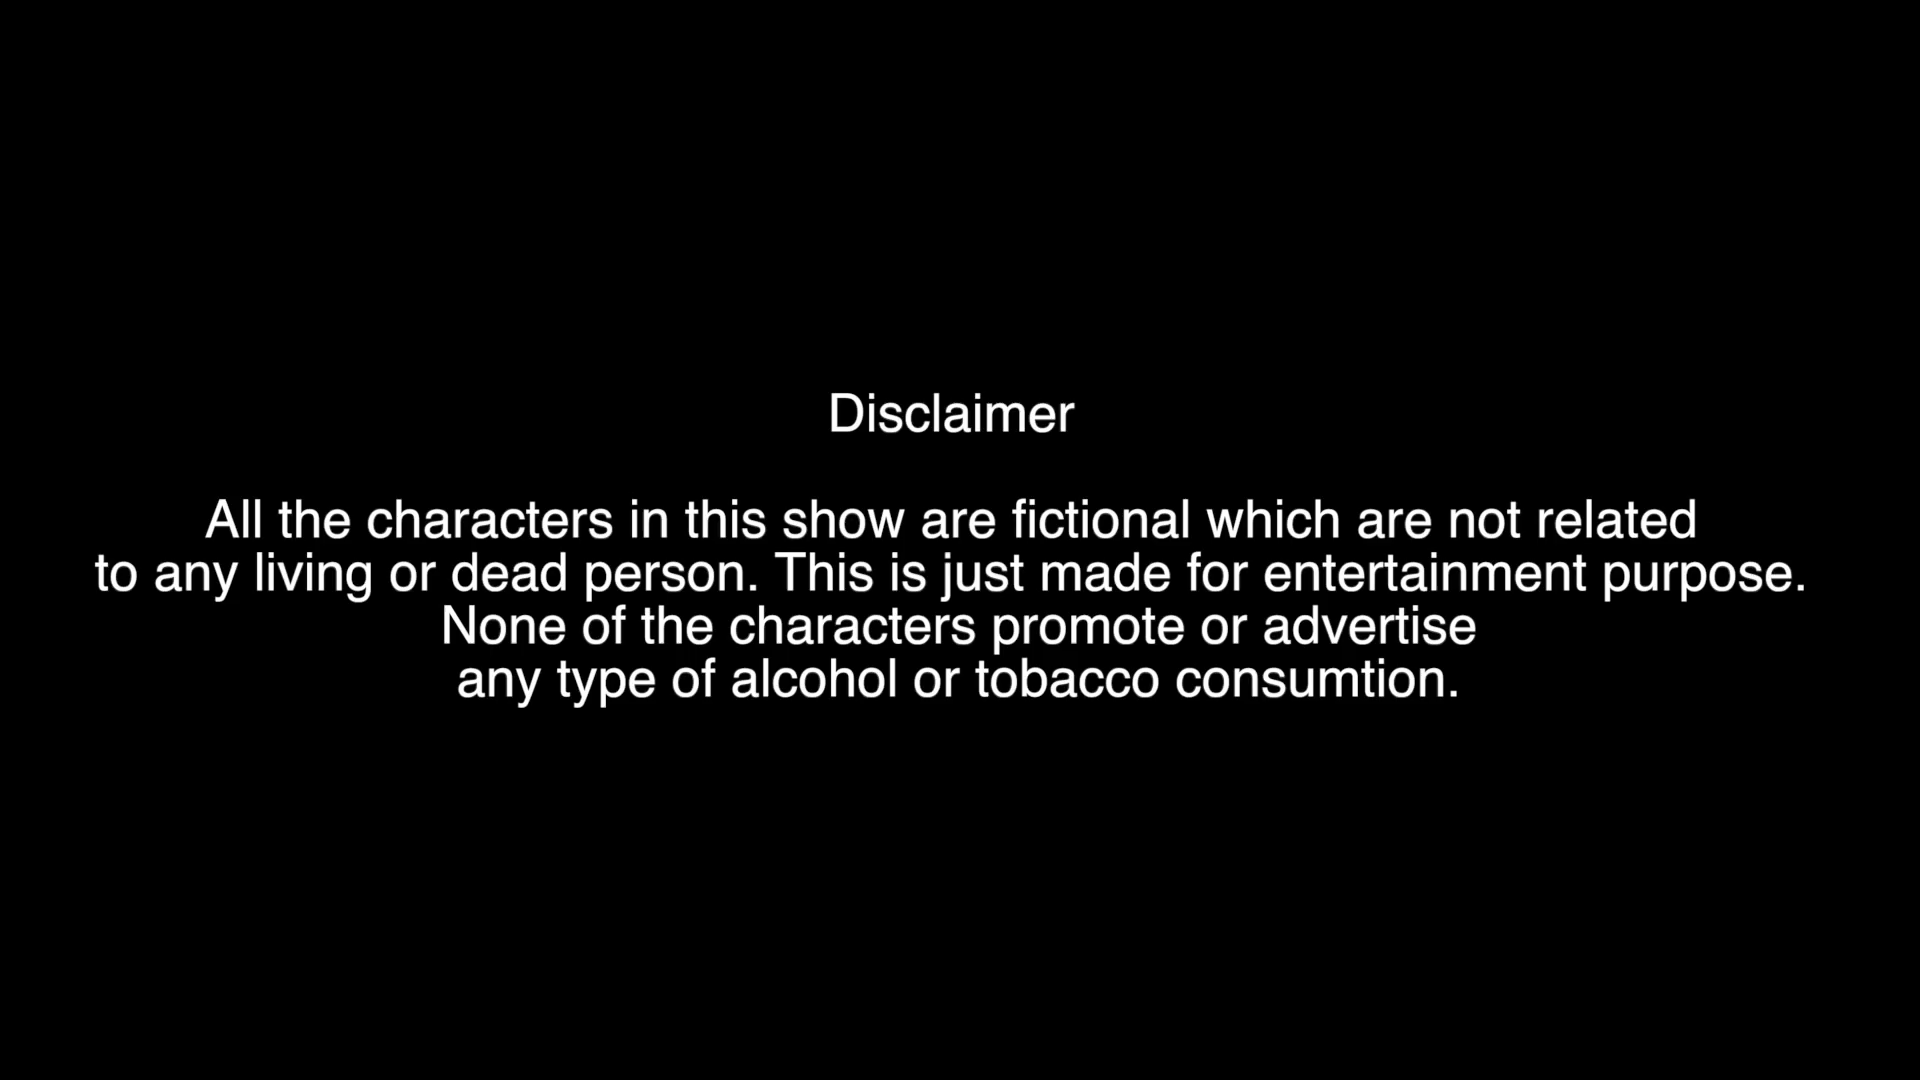 Disclaimer
All the characters in this show are fictional which are not related
to any living or dead person. This is just made for entertainment purpose.
None of the characters promote or advertise
any type of alcohol or tobacco consumtion.